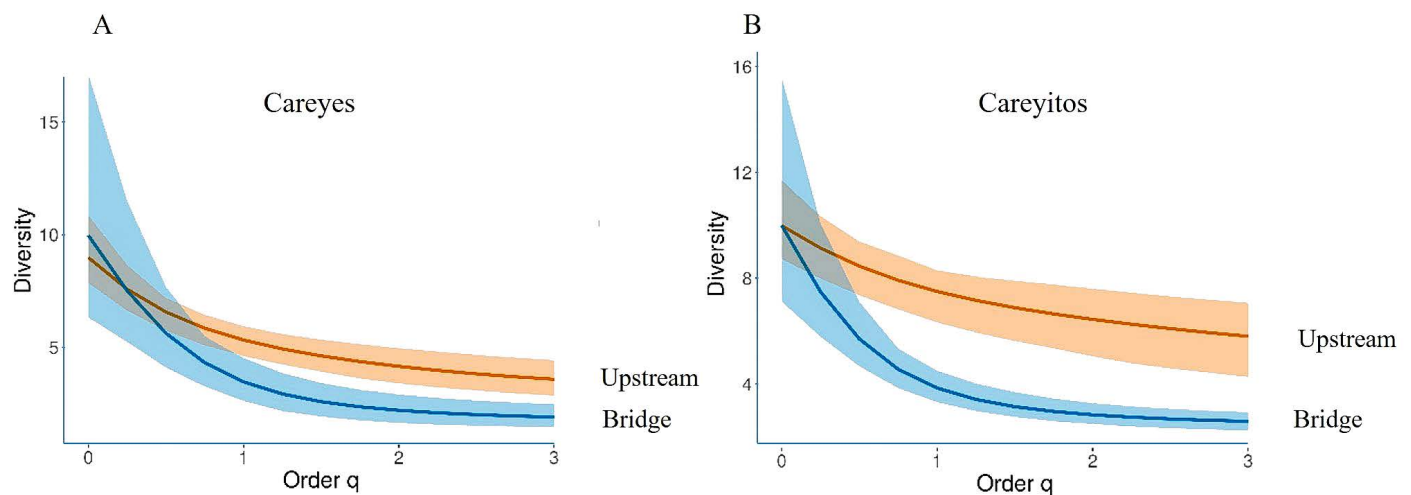 A
Careyes
Diversity
15
10
5
0
1
2
3
Order q
Upstream
Bridge
B
Careyitos
Diversity
16
12
8
4
0
1
2
3
Order q
Upstream
Bridge